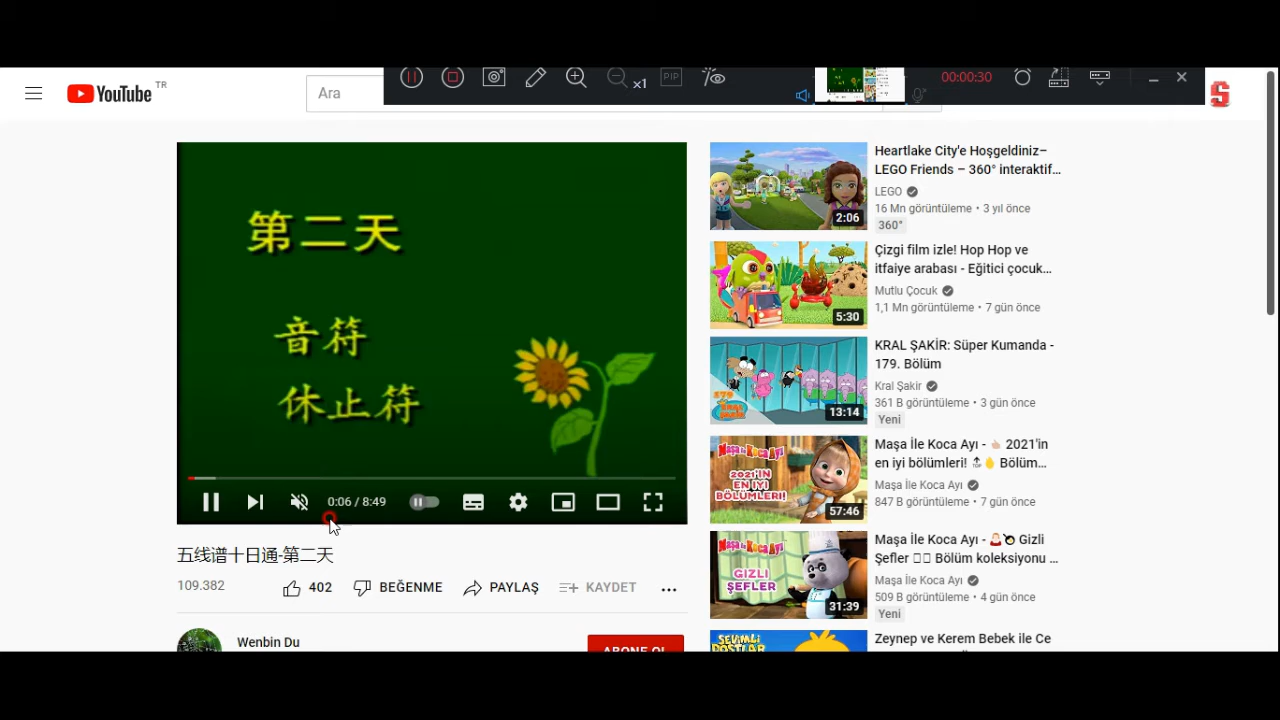 YouTube TR
Ara
x1
PIP
00:00:30
S
第二天
音符
休止符
0:06 / 8:49
五线谱十日通-第二天
109.382
402
BEĞENME
PAYLAŞ
KAYDET
Wenbin Du
ABONE OL
2:06
Heartlake City'e Hoşgeldiniz–
LEGO Friends – 360° interaktif…
LEGO
16 Mn görüntüleme • 3 yıl önce
360°
5:30
Çizgi film izle! Hop Hop ve
itfaiye arabası - Eğitici çocuk…
Mutlu Çocuk
1,1 Mn görüntüleme • 7 gün önce
179
13:14
KRAL ŞAKİR: Süper Kumanda -
179. Bölüm
Kral Şakir
361 B görüntüleme • 3 gün önce
Yeni
2021'İN
EN IYI
BÖLÜMLERI!
57:46
Maşa İle Koca Ayı - 👆🏻 2021'in
en iyi bölümleri! 🔝👆 Bölüm…
Maşa İle Koca Ayı
847 B görüntüleme • 7 gün önce
GIZLI
ŞEFLER
31:39
Maşa İle Koca Ayı - Gizli
Şefler Bölüm koleksiyonu …
Maşa İle Koca Ayı
509 B görüntüleme • 4 gün önce
Yeni
SEVIMLI
DOSTLAR
Zeynep ve Kerem Bebek ile Ce